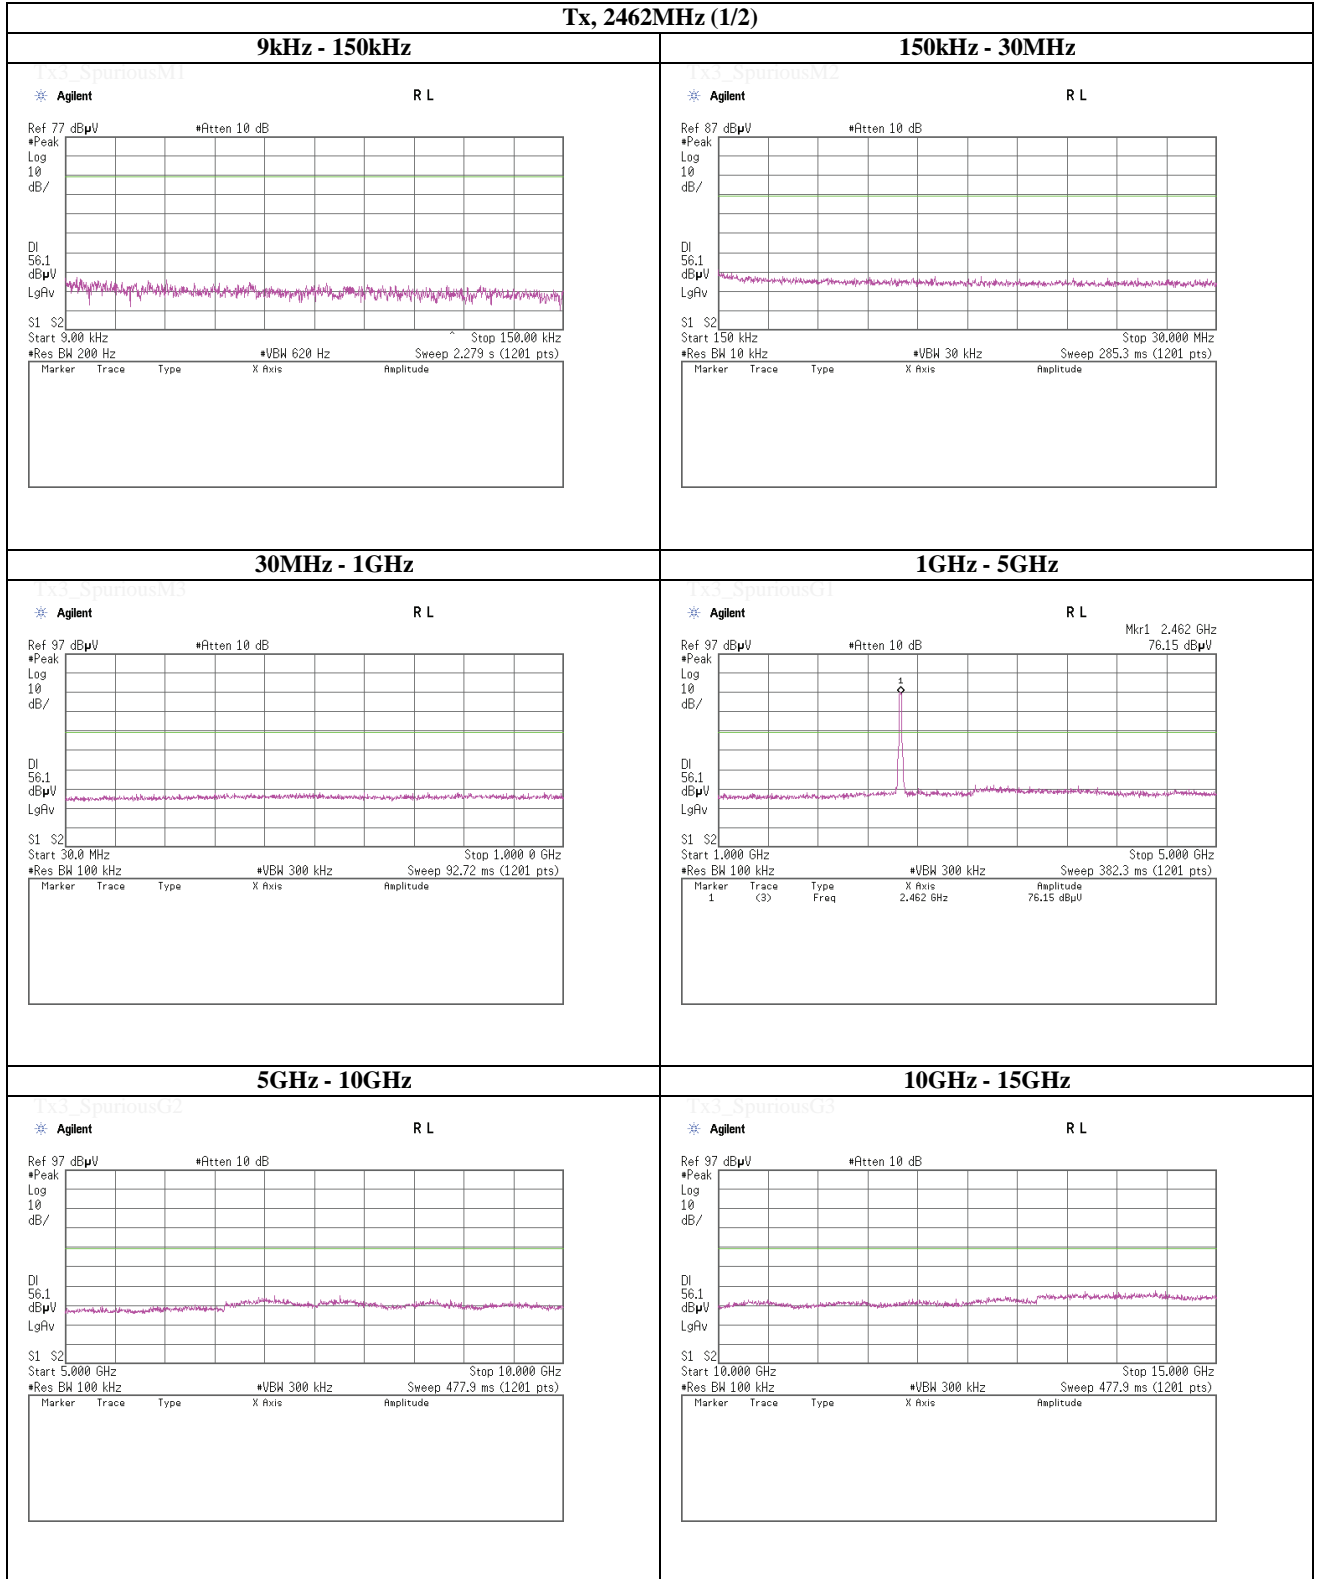 Tx, 2462MHz (1/2)
9kHz - 150kHz
Tx3_SpuriousM1
Agilent R L
Ref 77 dBµV #Atten 10 dB
#Peak
Log
10
dB/
DI
56.1
dBµV
LgAv
S1 S2
Start 9.00 kHz ^ Stop 150.00 kHz
#Res BW 200 Hz #VBW 620 Hz Sweep 2.279 s (1201 pts)
Marker Trace Type X Axis Amplitude
150kHz - 30MHz
Tx3_SpuriousM2
Agilent R L
Ref 87 dBµV #Atten 10 dB
#Peak
Log
10
dB/
DI
56.1
dBµV
LgAv
S1 S2
Start 150 kHz Stop 30.000 MHz
#Res BW 10 kHz #VBW 30 kHz Sweep 285.3 ms (1201 pts)
Marker Trace Type X Axis Amplitude
30MHz - 1GHz
Tx3_SpuriousM3
Agilent R L
Ref 97 dBµV #Atten 10 dB
#Peak
Log
10
dB/
DI
56.1
dBµV
LgAv
S1 S2
Start 30.0 MHz Stop 1.000 0 GHz
#Res BW 100 kHz #VBW 300 kHz Sweep 92.72 ms (1201 pts)
Marker Trace Type X Axis Amplitude
1GHz - 5GHz
Tx3_SpuriousG1
Agilent R L
Mkr1 2.462 GHz
Ref 97 dBµV #Atten 10 dB 76.15 dBµV
#Peak
Log
10
dB/
1
DI
56.1
dBµV
LgAv
S1 S2
Start 1.000 GHz Stop 5.000 GHz
#Res BW 100 kHz #VBW 300 kHz Sweep 382.3 ms (1201 pts)
Marker Trace Type X Axis Amplitude
1 (3) Freq 2.462 GHz 76.15 dBµV
5GHz - 10GHz
Tx3_SpuriousG2
Agilent R L
Ref 97 dBµV #Atten 10 dB
#Peak
Log
10
dB/
DI
56.1
dBµV
LgAv
S1 S2
Start 5.000 GHz Stop 10.000 GHz
#Res BW 100 kHz #VBW 300 kHz Sweep 477.9 ms (1201 pts)
Marker Trace Type X Axis Amplitude
10GHz - 15GHz
Tx3_SpuriousG3
Agilent R L
Ref 97 dBµV #Atten 10 dB
#Peak
Log
10
dB/
DI
56.1
dBµV
LgAv
S1 S2
Start 10.000 GHz Stop 15.000 GHz
#Res BW 100 kHz #VBW 300 kHz Sweep 477.9 ms (1201 pts)
Marker Trace Type X Axis Amplitude